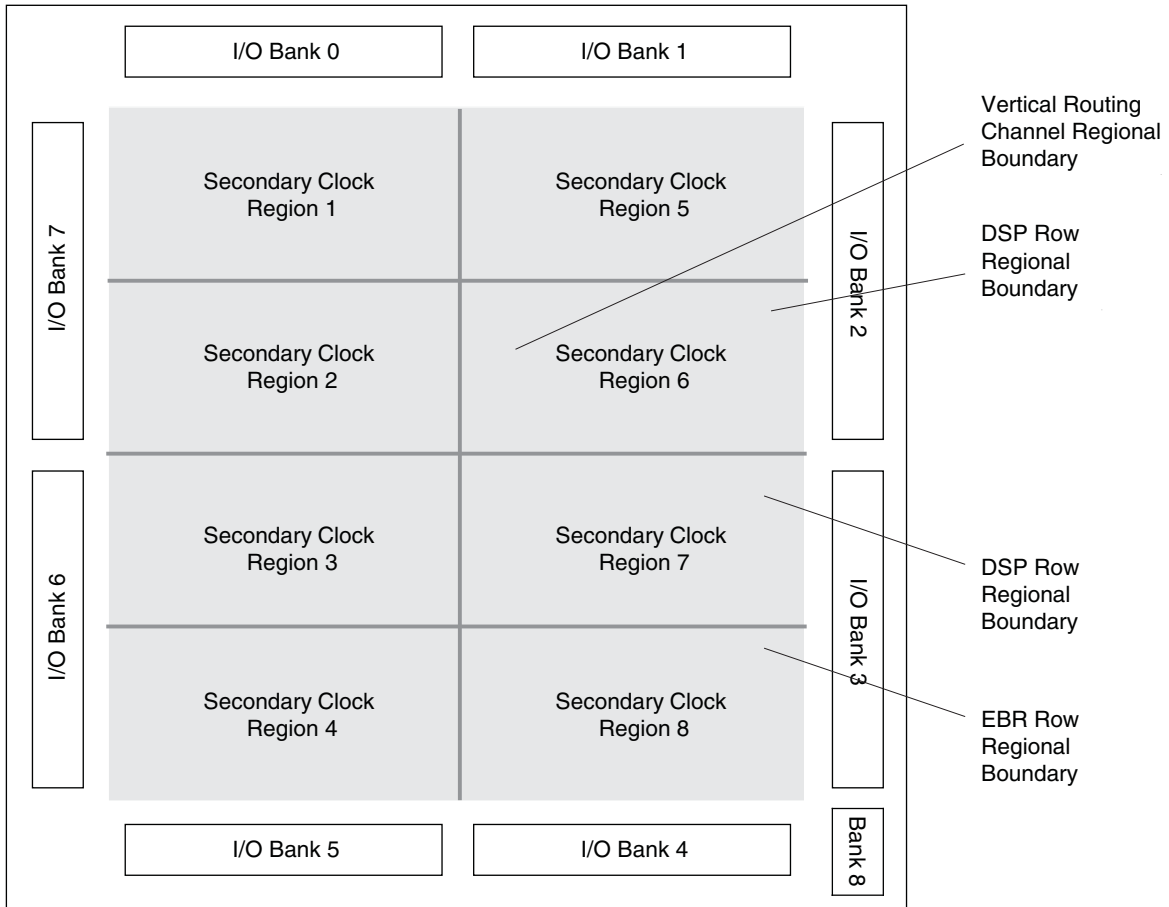 I/O Bank 0
I/O Bank 1
Vertical Routing
Channel Regional
Boundary
I/O Bank 7
Secondary Clock
Region 1
Secondary Clock
Region 5
I/O Bank 2
DSP Row
Regional
Boundary
Secondary Clock
Region 2
Secondary Clock
Region 6
I/O Bank 6
Secondary Clock
Region 3
Secondary Clock
Region 7
I/O Bank 3
DSP Row
Regional
Boundary
Secondary Clock
Region 4
Secondary Clock
Region 8
EBR Row
Regional
Boundary
I/O Bank 5
I/O Bank 4
Bank 8